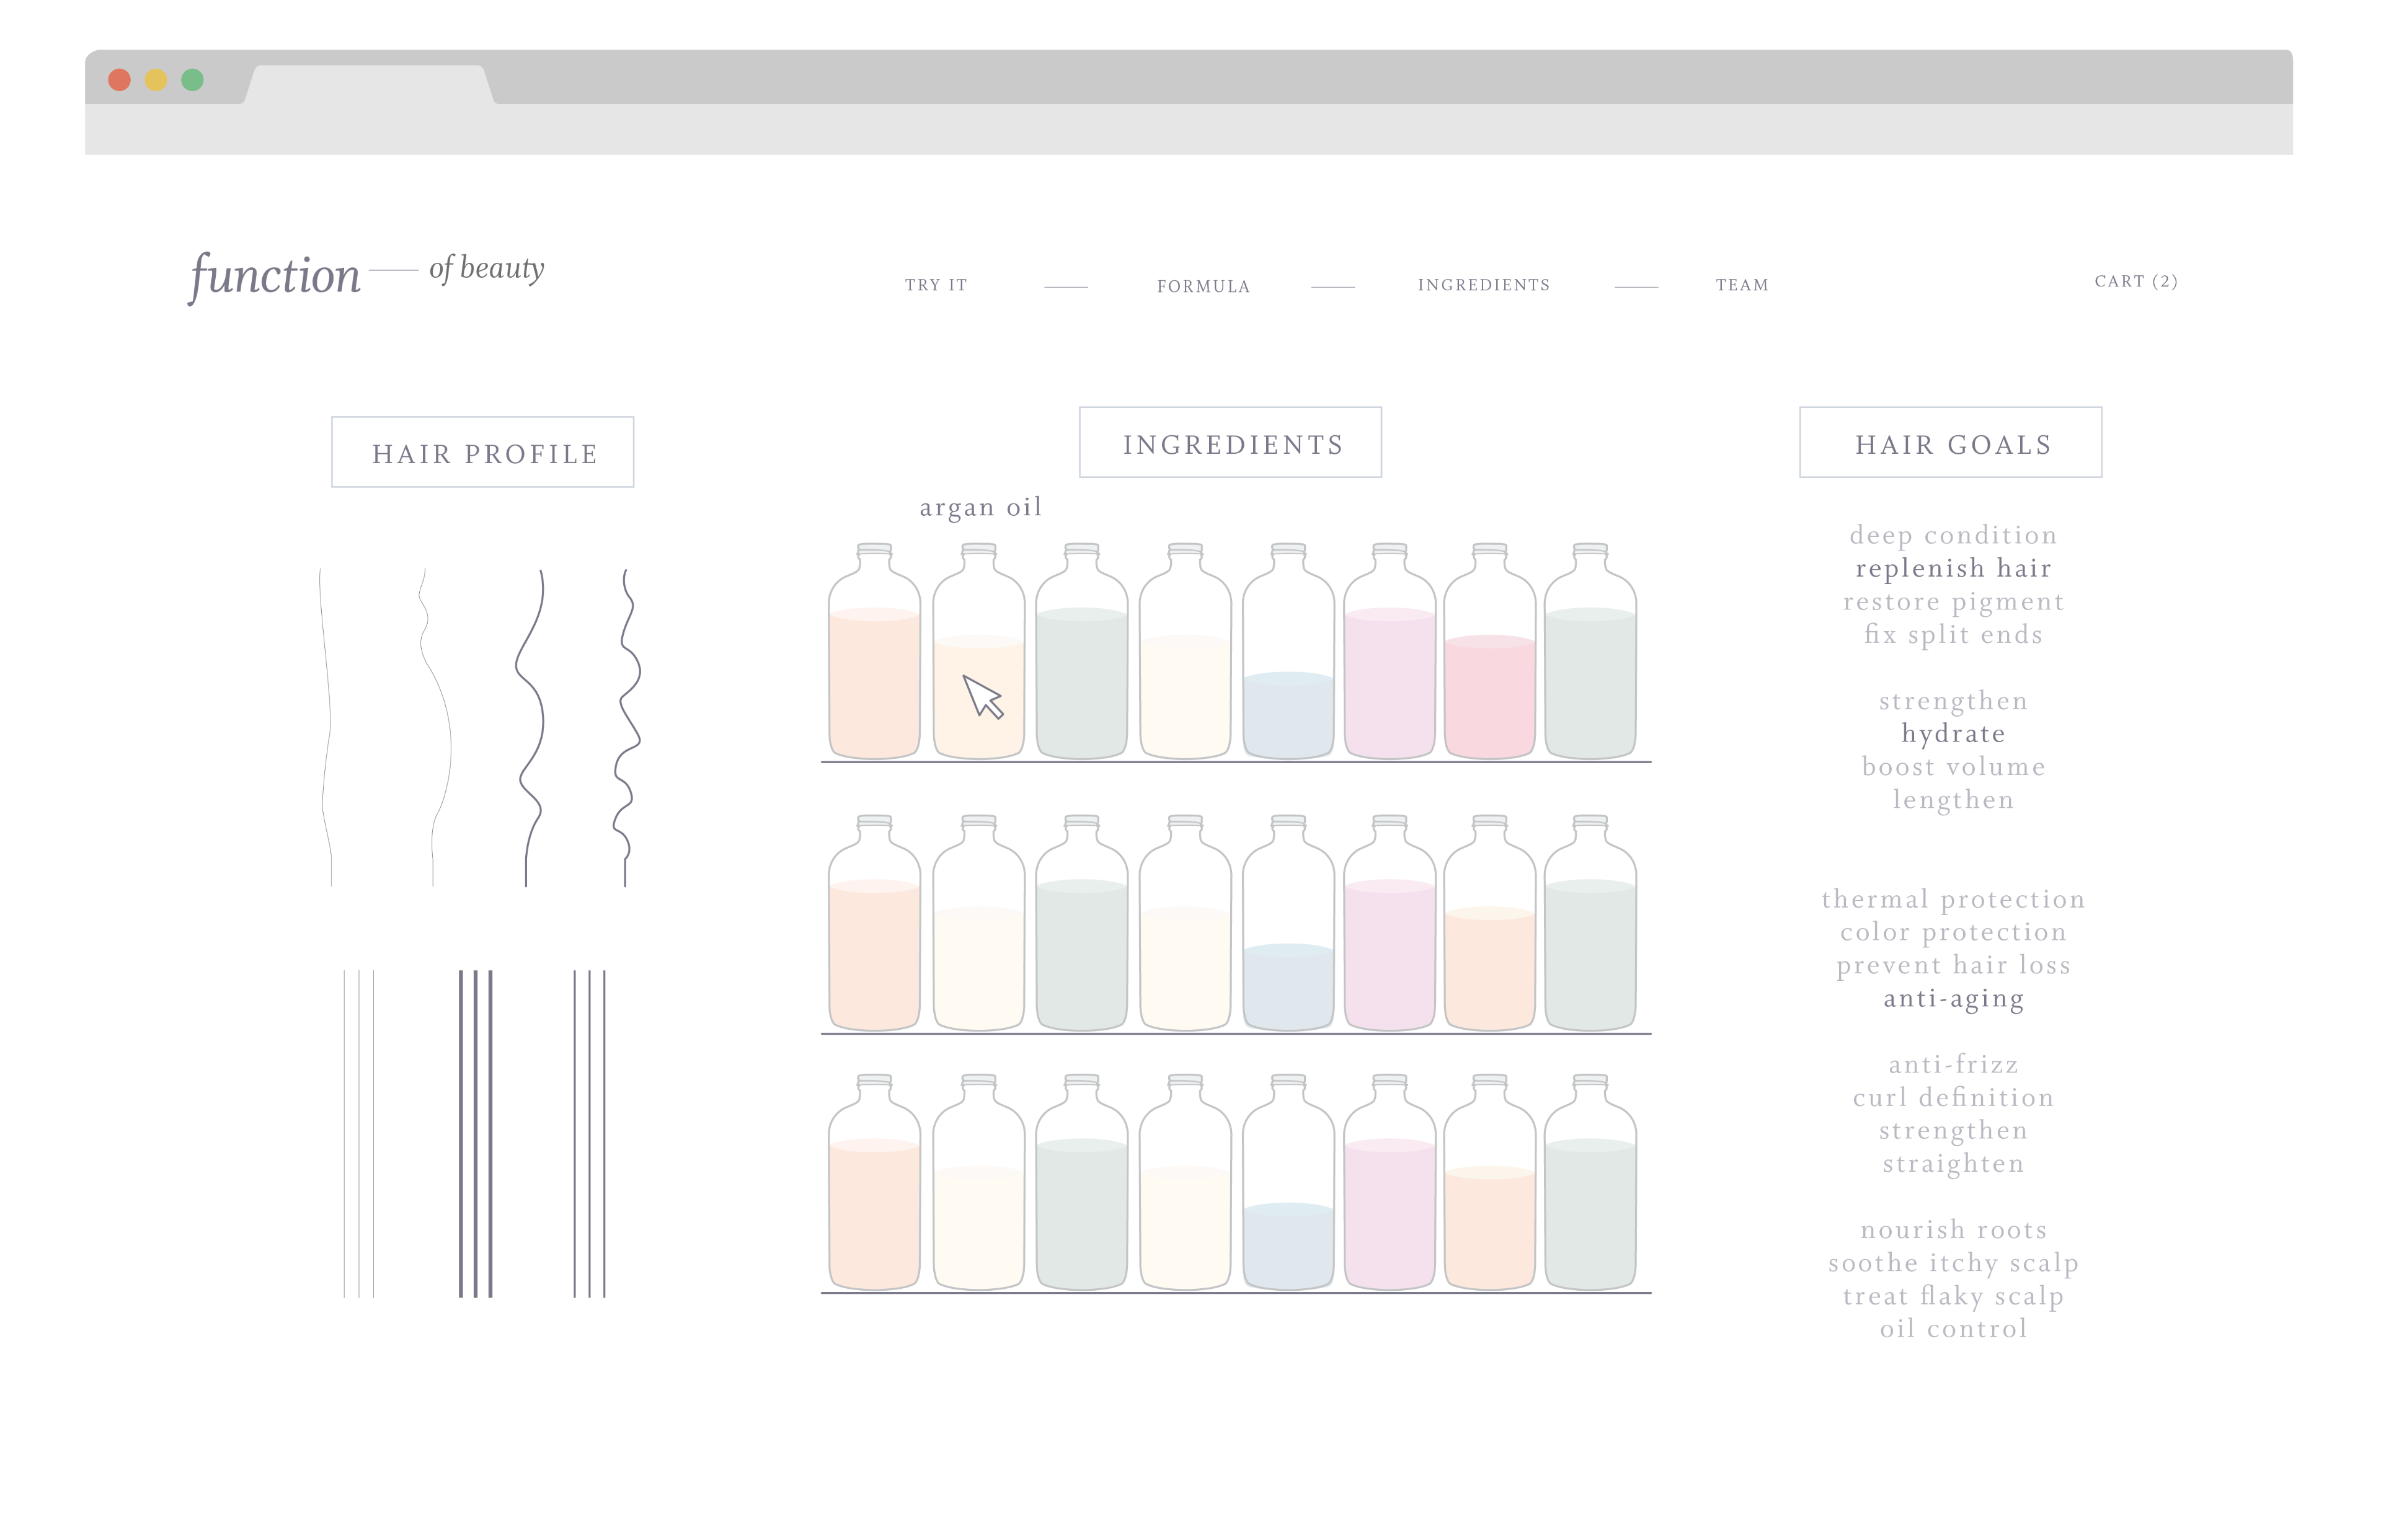 function — of beauty
TRY IT — FORMULA — INGREDIENTS — TEAM
CART (2)
HAIR PROFILE
INGREDIENTS
argan oil
HAIR GOALS
deep condition
replenish hair
restore pigment
fix split ends
strengthen
hydrate
boost volume
lengthen
thermal protection
color protection
prevent hair loss
anti-aging
anti-frizz
curl definition
strengthen
straighten
nourish roots
soothe itchy scalp
treat flaky scalp
oil control